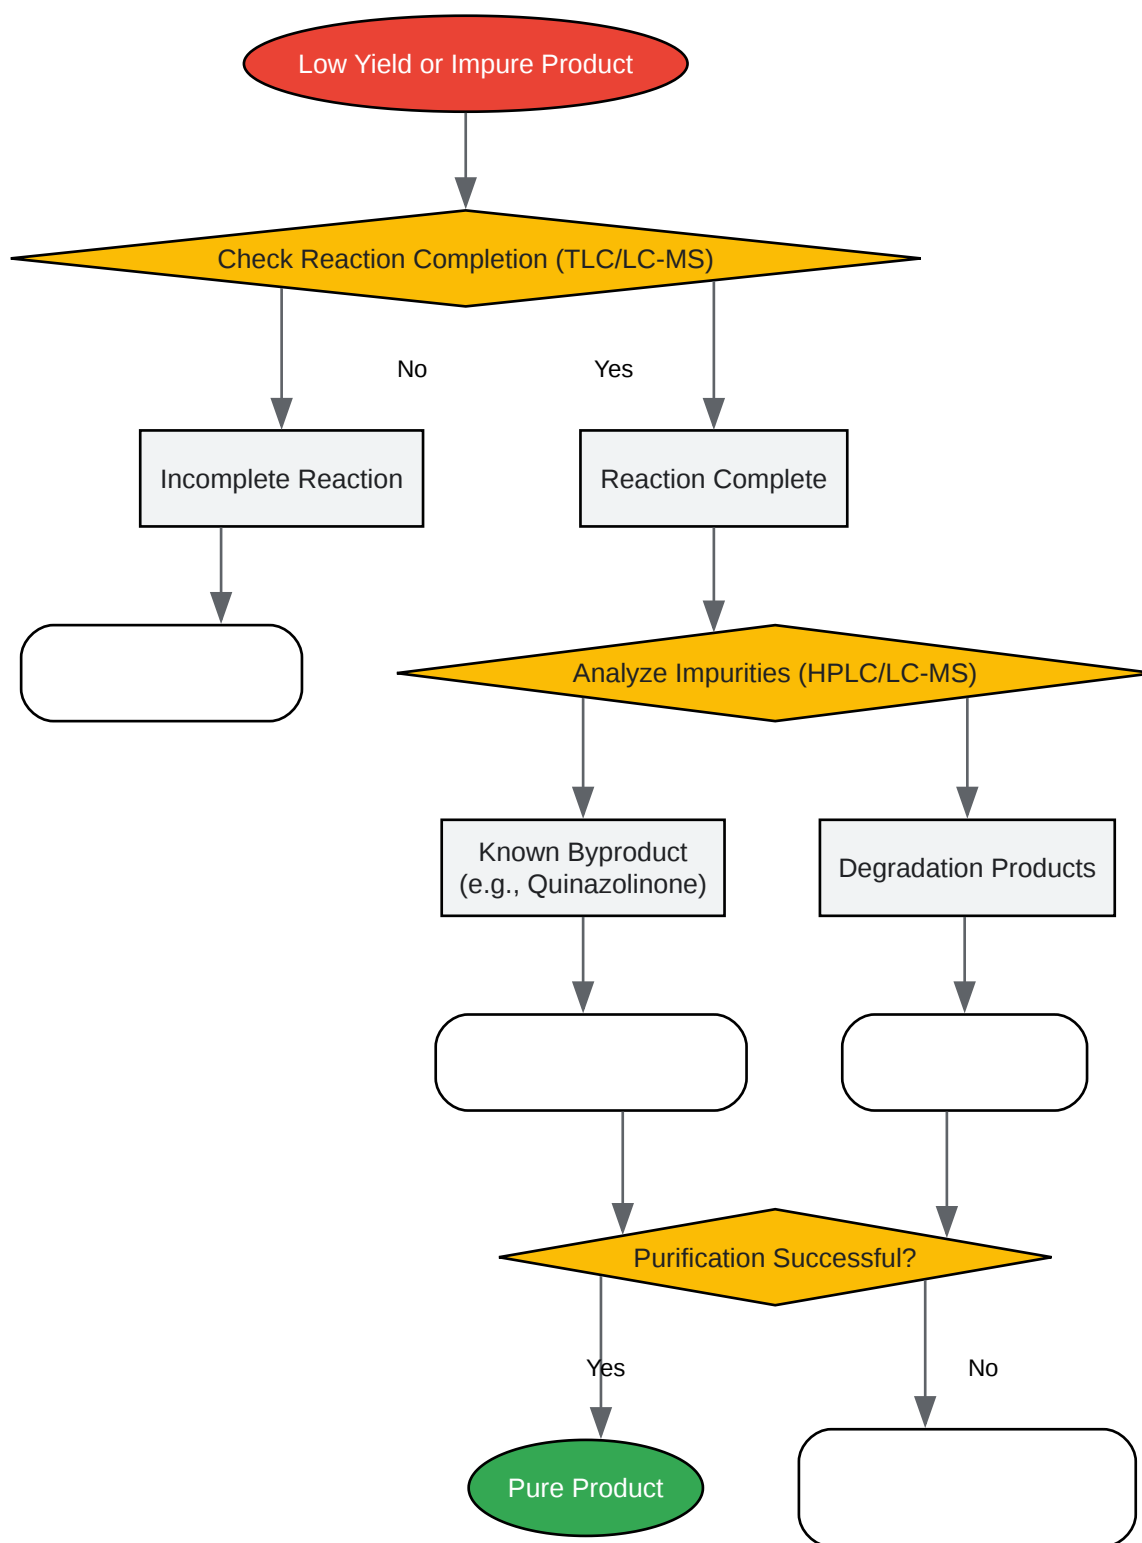 Low Yield or Impure Product
Check Reaction Completion (TLC/LC-MS)
No
Yes
Incomplete Reaction
Reaction Complete
Analyze Impurities (HPLC/LC-MS)
Known Byproduct
(e.g., Quinazolinone)
Degradation Products
Purification Successful?
Yes
No
Pure Product